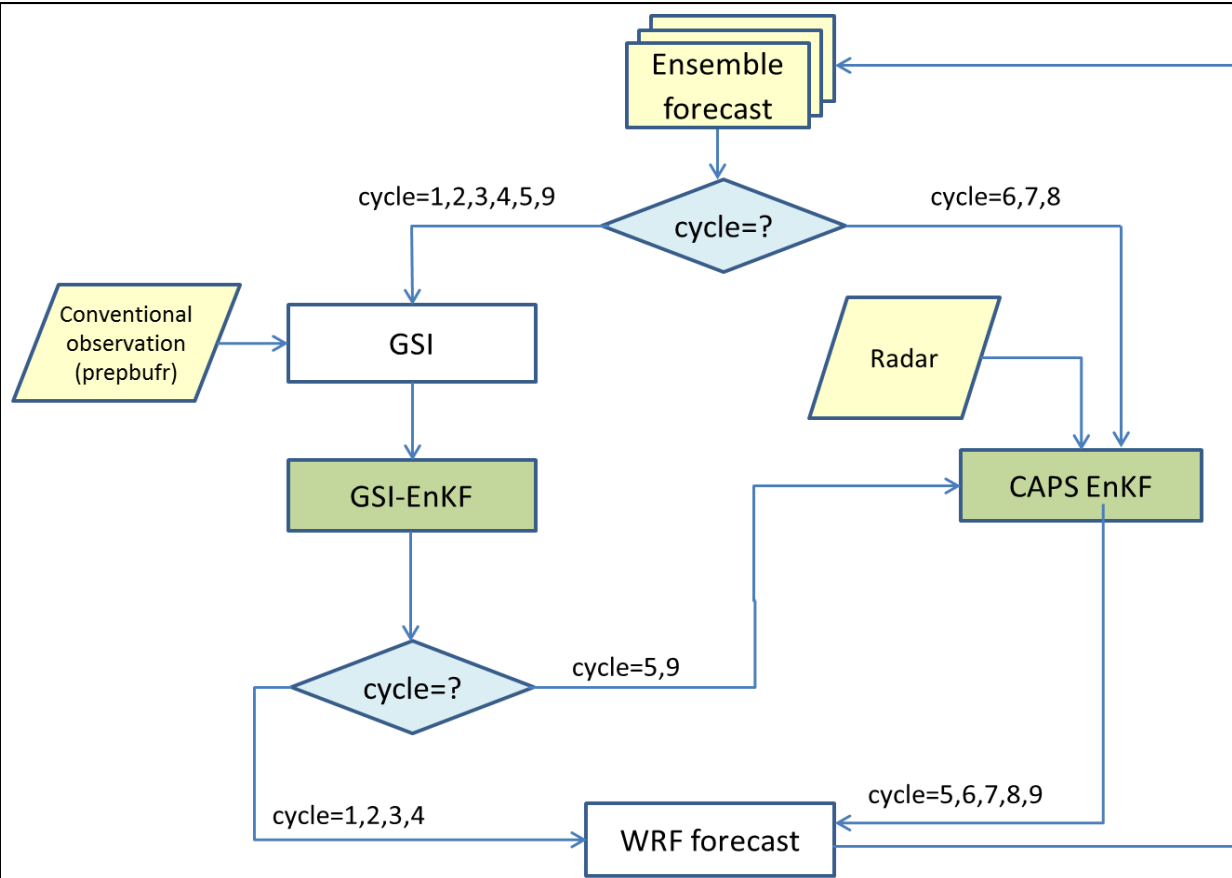 Ensemble
forecast
cycle=1,2,3,4,5,9
cycle=?
cycle=6,7,8
Conventional
observation
(prepbufr)
GSI
Radar
GSI-EnKF
CAPS EnKF
cycle=?
cycle=5,9
cycle=1,2,3,4
cycle=5,6,7,8,9
WRF forecast